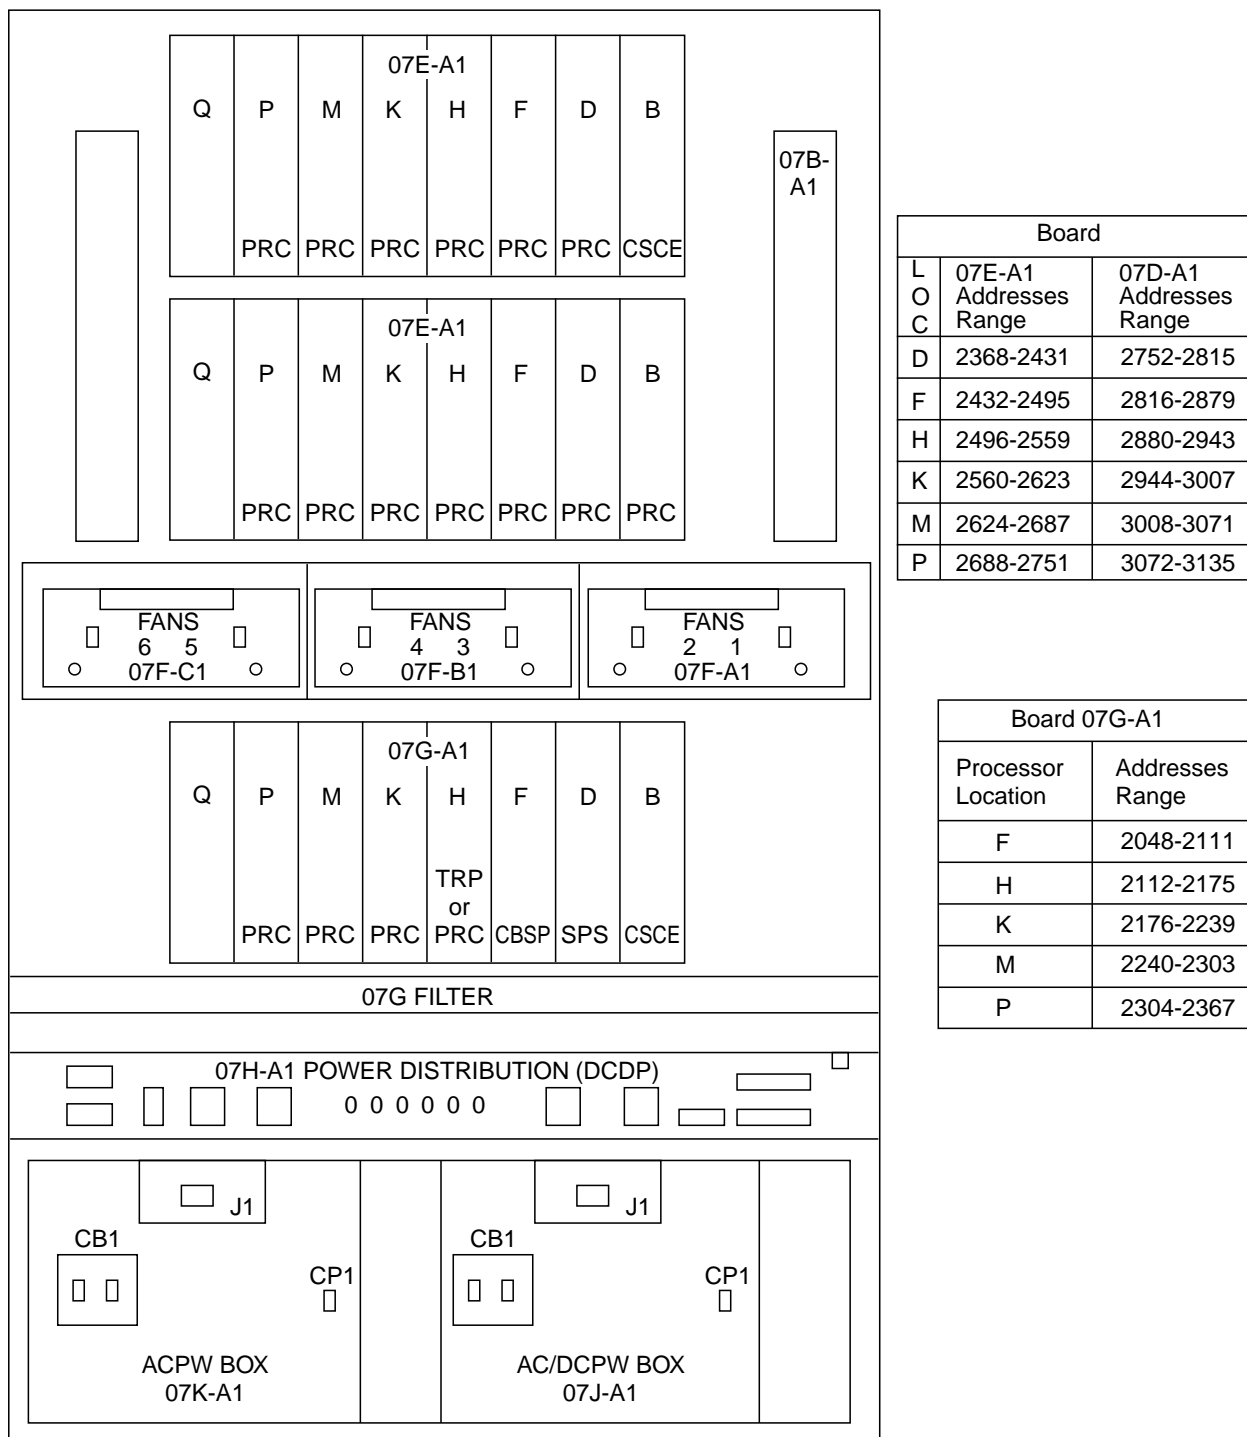 07E-A1
Q P M K H F D B
PRC PRC PRC PRC PRC PRC CSCE
07B-
A1
07E-A1
Q P M K H F D B
PRC PRC PRC PRC PRC PRC PRC
FANS
6 5
07F-C1
FANS
4 3
07F-B1
FANS
2 1
07F-A1
07G-A1
Q P M K H F D B
TRP
or
PRC PRC PRC PRC CBSP SPS CSCE
07G FILTER
07H-A1 POWER DISTRIBUTION (DCDP)
0 0 0 0 0 0
J1
CB1
CP1
ACPW BOX
07K-A1
J1
CB1
CP1
AC/DCPW BOX
07J-A1
Board
L 07E-A1 07D-A1
O Addresses Addresses
C Range Range
D 2368-2431 2752-2815
F 2432-2495 2816-2879
H 2496-2559 2880-2943
K 2560-2623 2944-3007
M 2624-2687 3008-3071
P 2688-2751 3072-3135
Board 07G-A1
Processor Addresses
Location Range
F 2048-2111
H 2112-2175
K 2176-2239
M 2240-2303
P 2304-2367